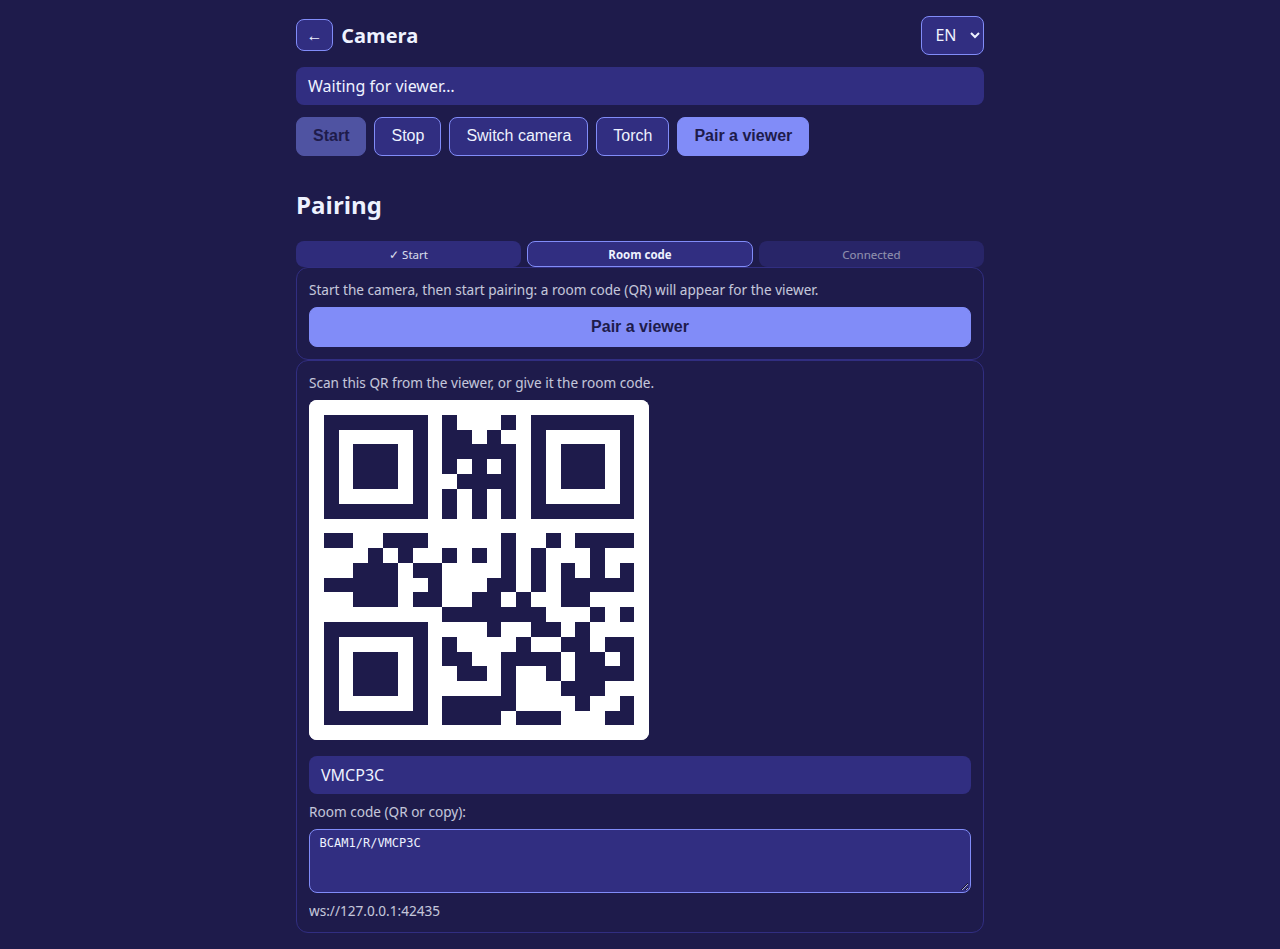 ←
Camera
EN
Waiting for viewer...
Start
Stop
Switch camera
Torch
Pair a viewer
Pairing
✓ Start
Room code
Connected
Start the camera, then start pairing: a room code (QR) will appear for the viewer.
Pair a viewer
Scan this QR from the viewer, or give it the room code.
VMCP3C
Room code (QR or copy):
BCAM1/R/VMCP3C
ws://127.0.0.1:42435